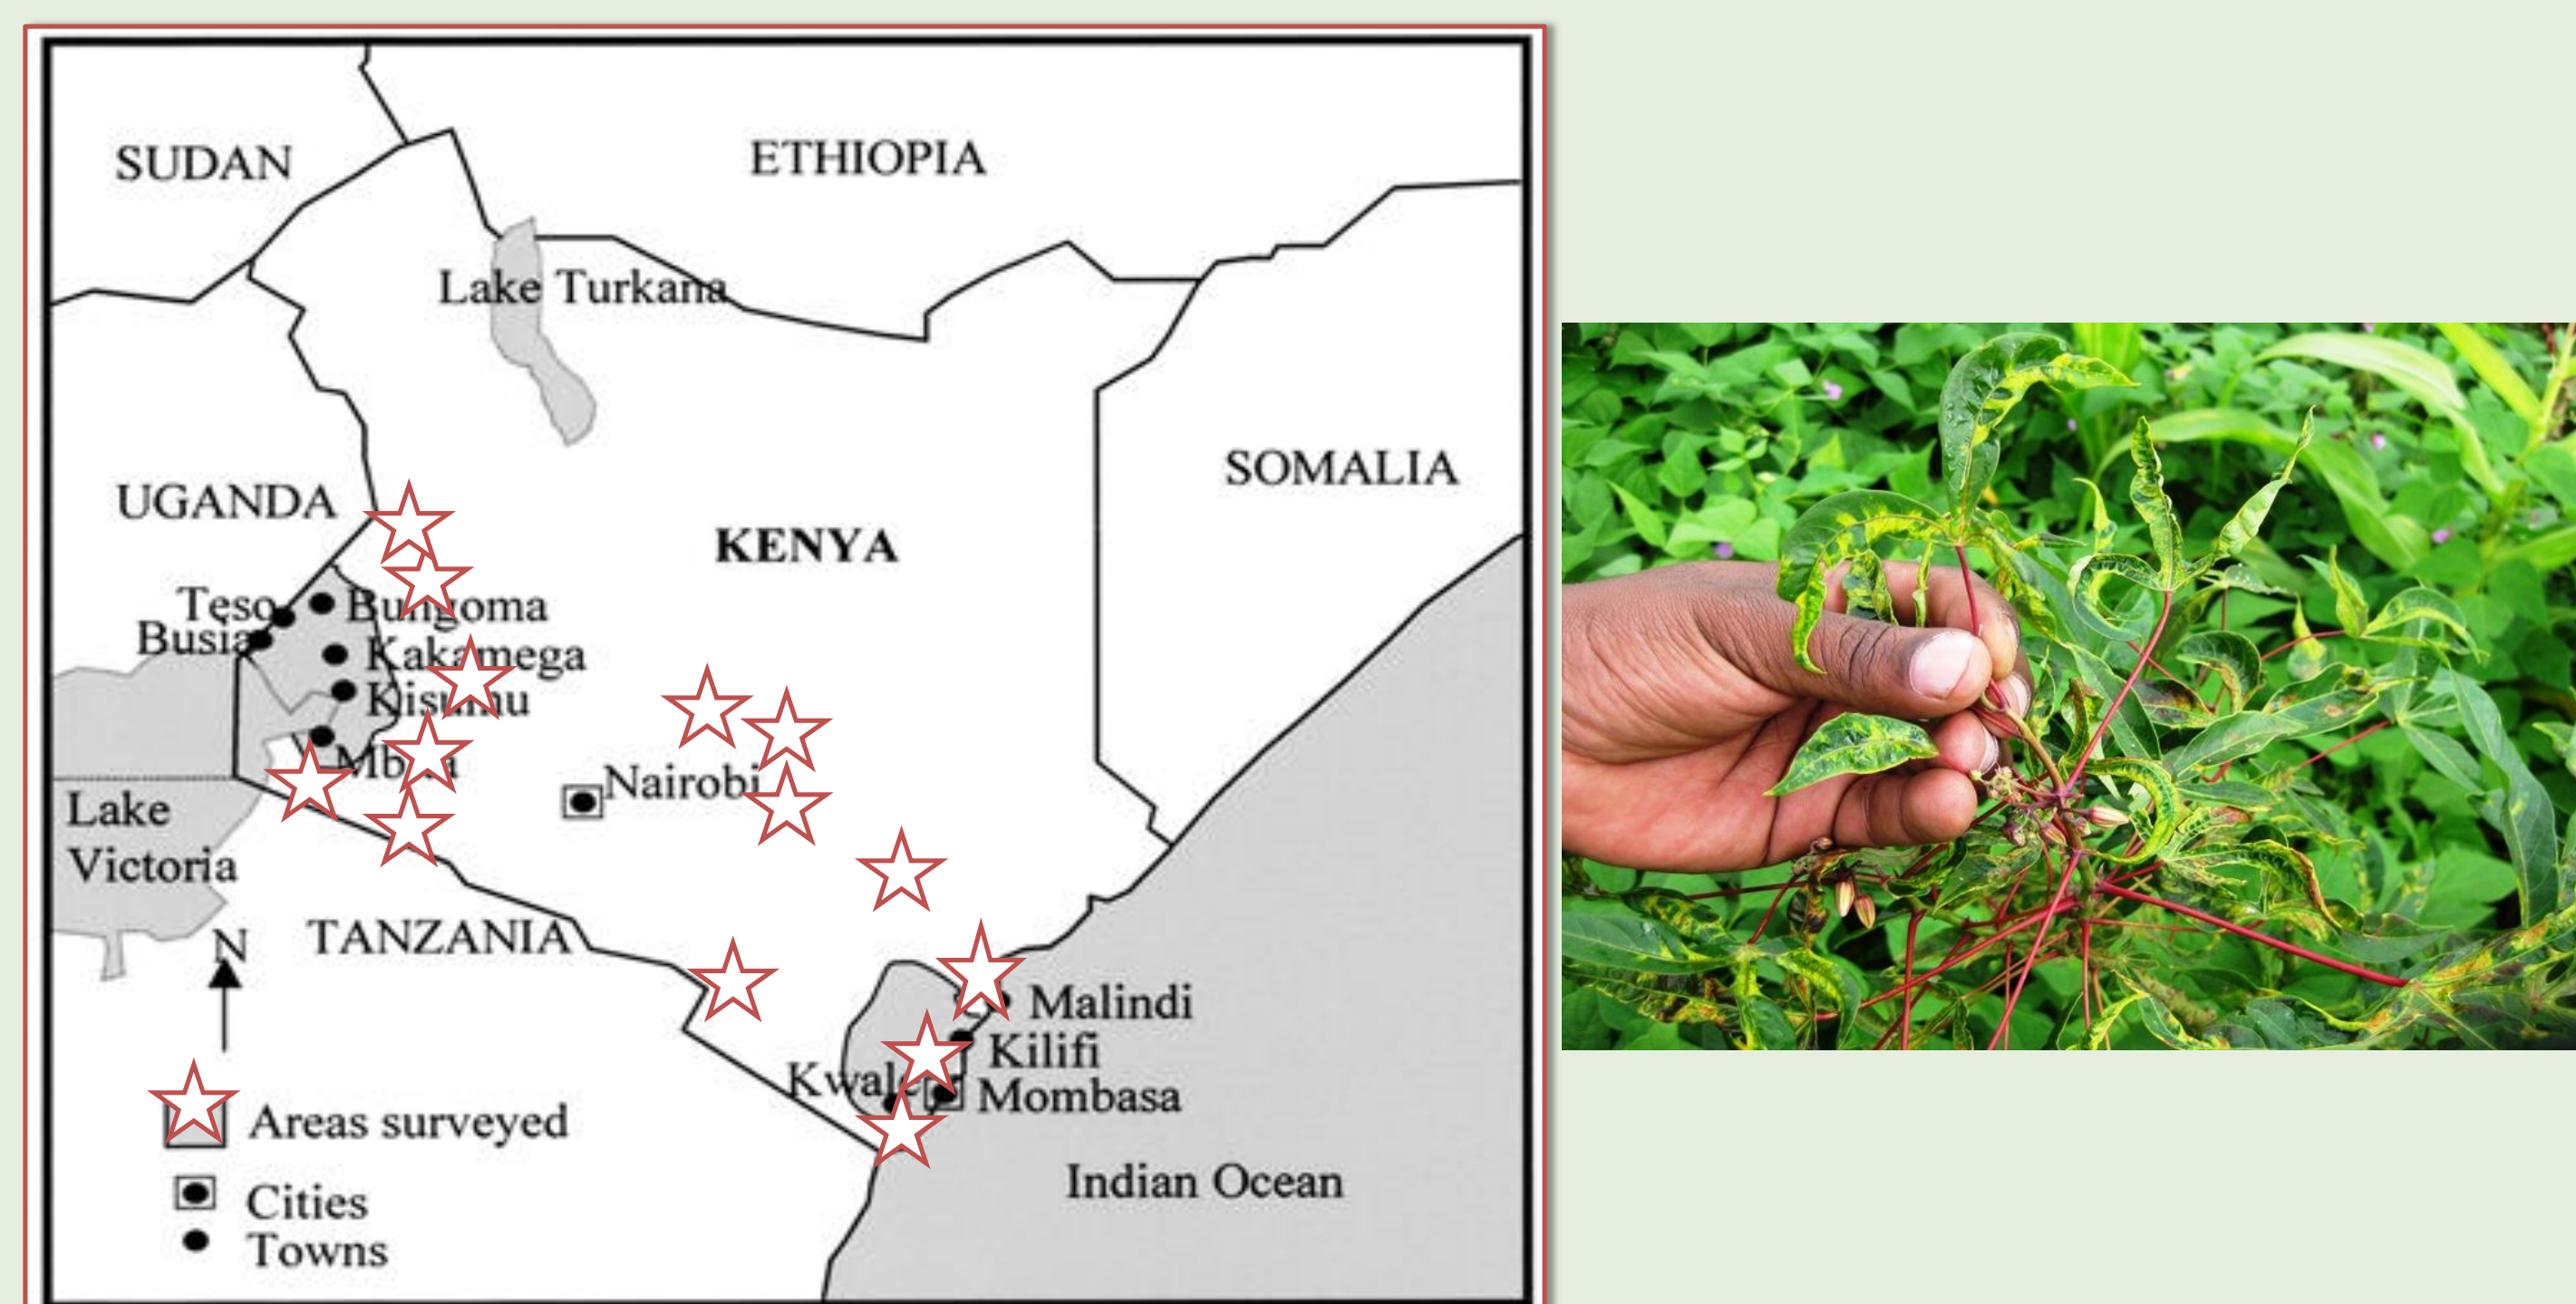 SUDAN
ETHIOPIA
Lake Turkana
SOMALIA
UGANDA
KENYA
Teso
Bungoma
Busia
Kakamega
Kisumu
Nairobi
Lake
Victoria
N
TANZANIA
Malindi
Kilifi
Kwale
Mombasa
Areas surveyed
Indian Ocean
Cities
Towns